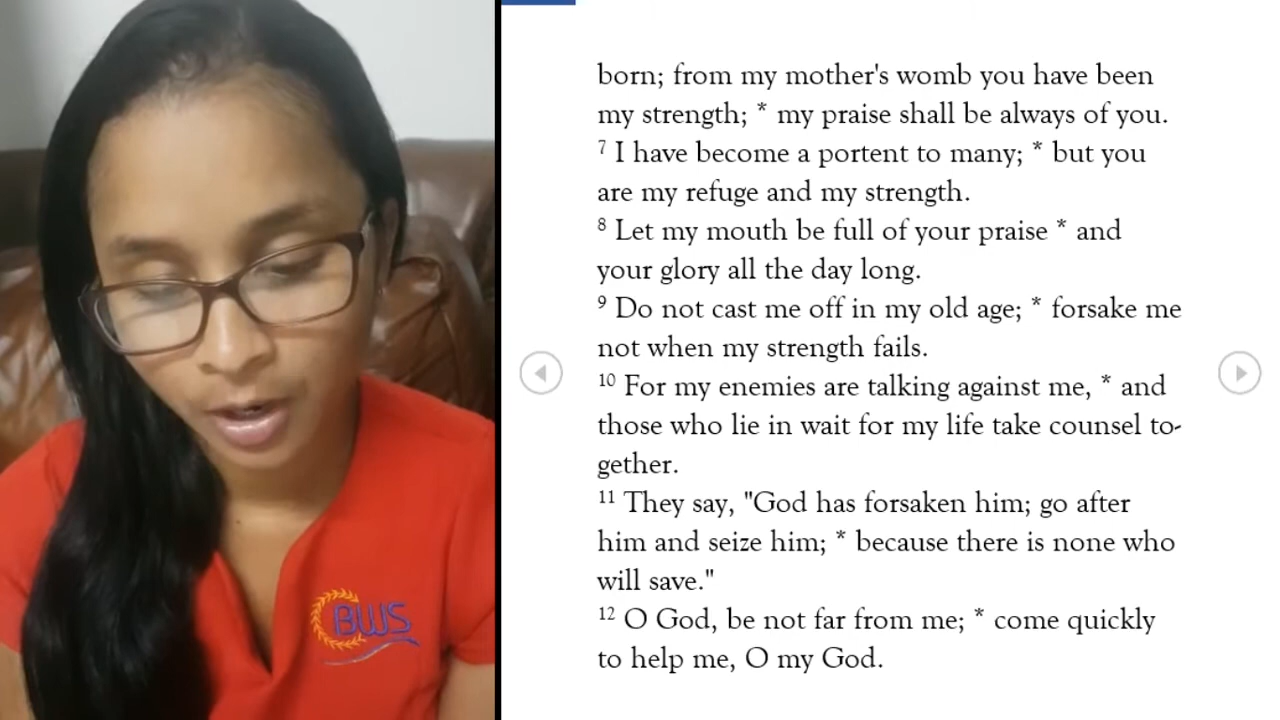 born; from my mother's womb you have been
my strength; * my praise shall be always of you.
7 I have become a portent to many; * but you
are my refuge and my strength.
8 Let my mouth be full of your praise * and
your glory all the day long.
9 Do not cast me off in my old age; * forsake me
not when my strength fails.
10 For my enemies are talking against me, * and
those who lie in wait for my life take counsel to-
gether.
11 They say, "God has forsaken him; go after
him and seize him; * because there is none who
will save."
12 O God, be not far from me; * come quickly
to help me, O my God.
BWS